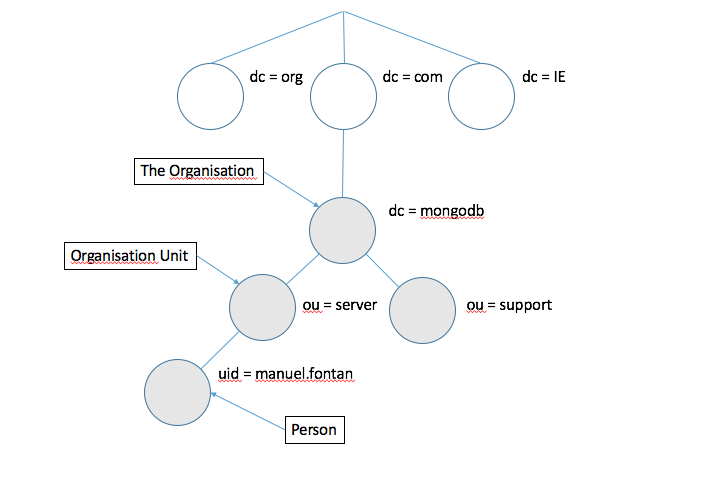 dc = org
dc = com
dc = IE
The Organisation
dc = mongodb
Organisation Unit
ou = server
ou = support
uid = manuel.fontan
Person